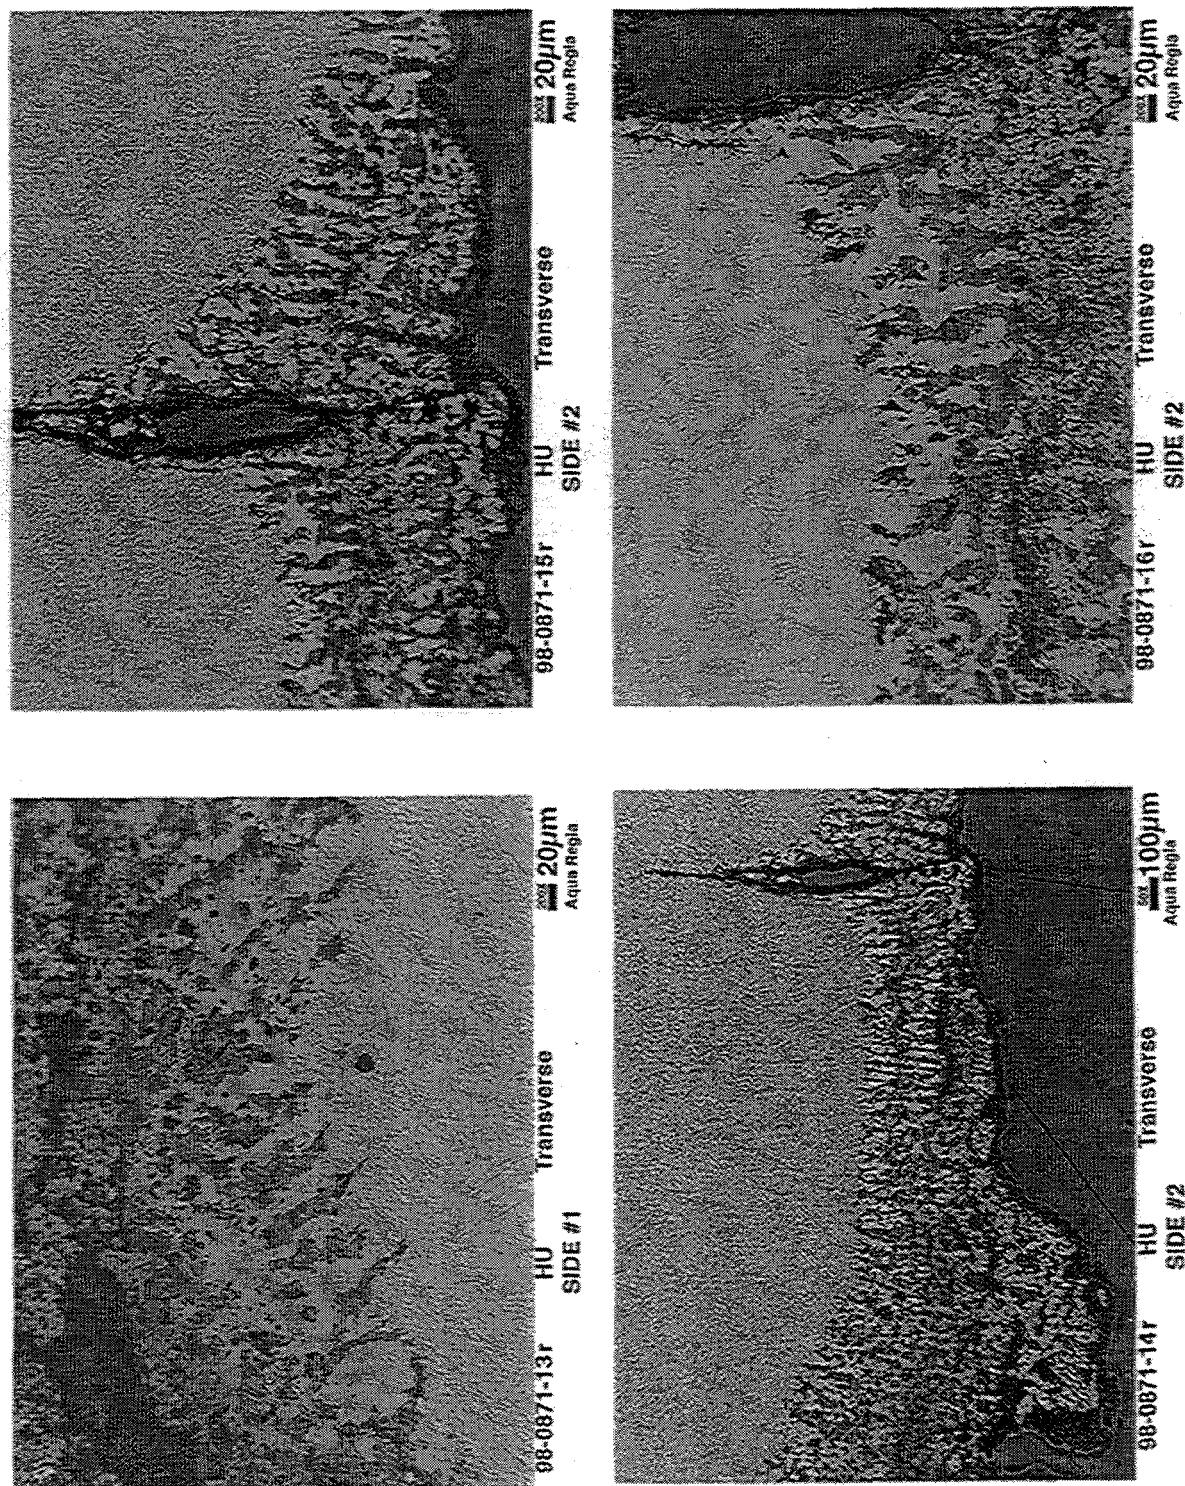 98-0871-13r HU Transverse 20µm
SIDE #1 Aqua Regia
98-0871-15r HU Transverse 20µm
SIDE #2 Aqua Regia
98-0871-14r HU Transverse 100µm
SIDE #2 Aqua Regia
98-0871-16r HU Transverse 20µm
SIDE #2 Aqua Regia